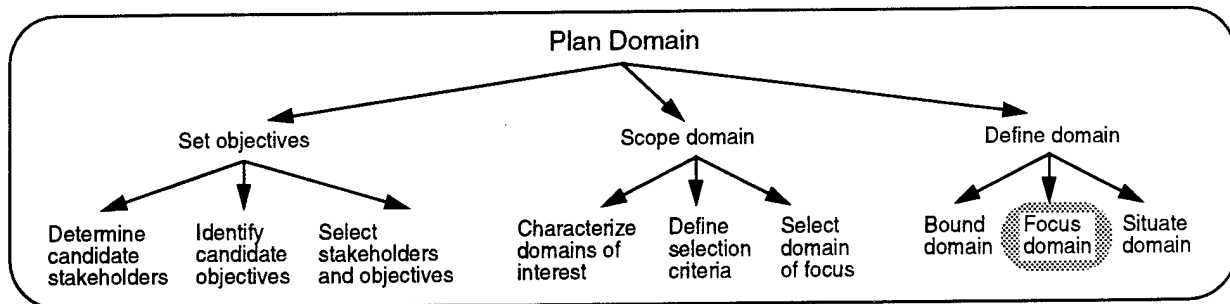 Plan Domain
Set objectives
Scope domain
Define domain
Determine
candidate
stakeholders
Identify
candidate
objectives
Select
stakeholders
and objectives
Characterize
domains of
interest
Define
selection
criteria
Select
domain
of focus
Bound
domain
Focus
domain
Situate
domain